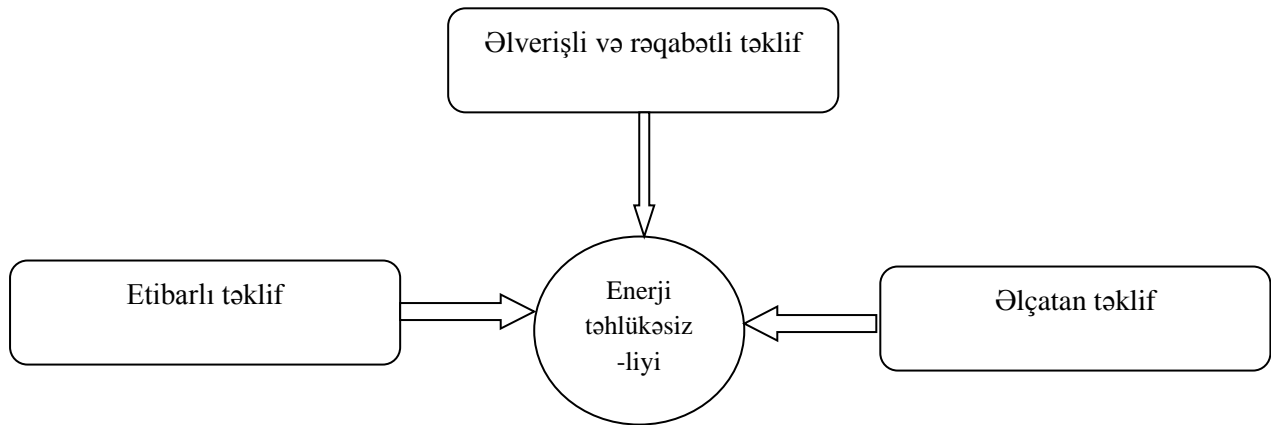 Əlverişli və rəqabətli təklif
Etibarlı təklif
Enerji
təhlükəsiz
-liyi
Əlçatan təklif